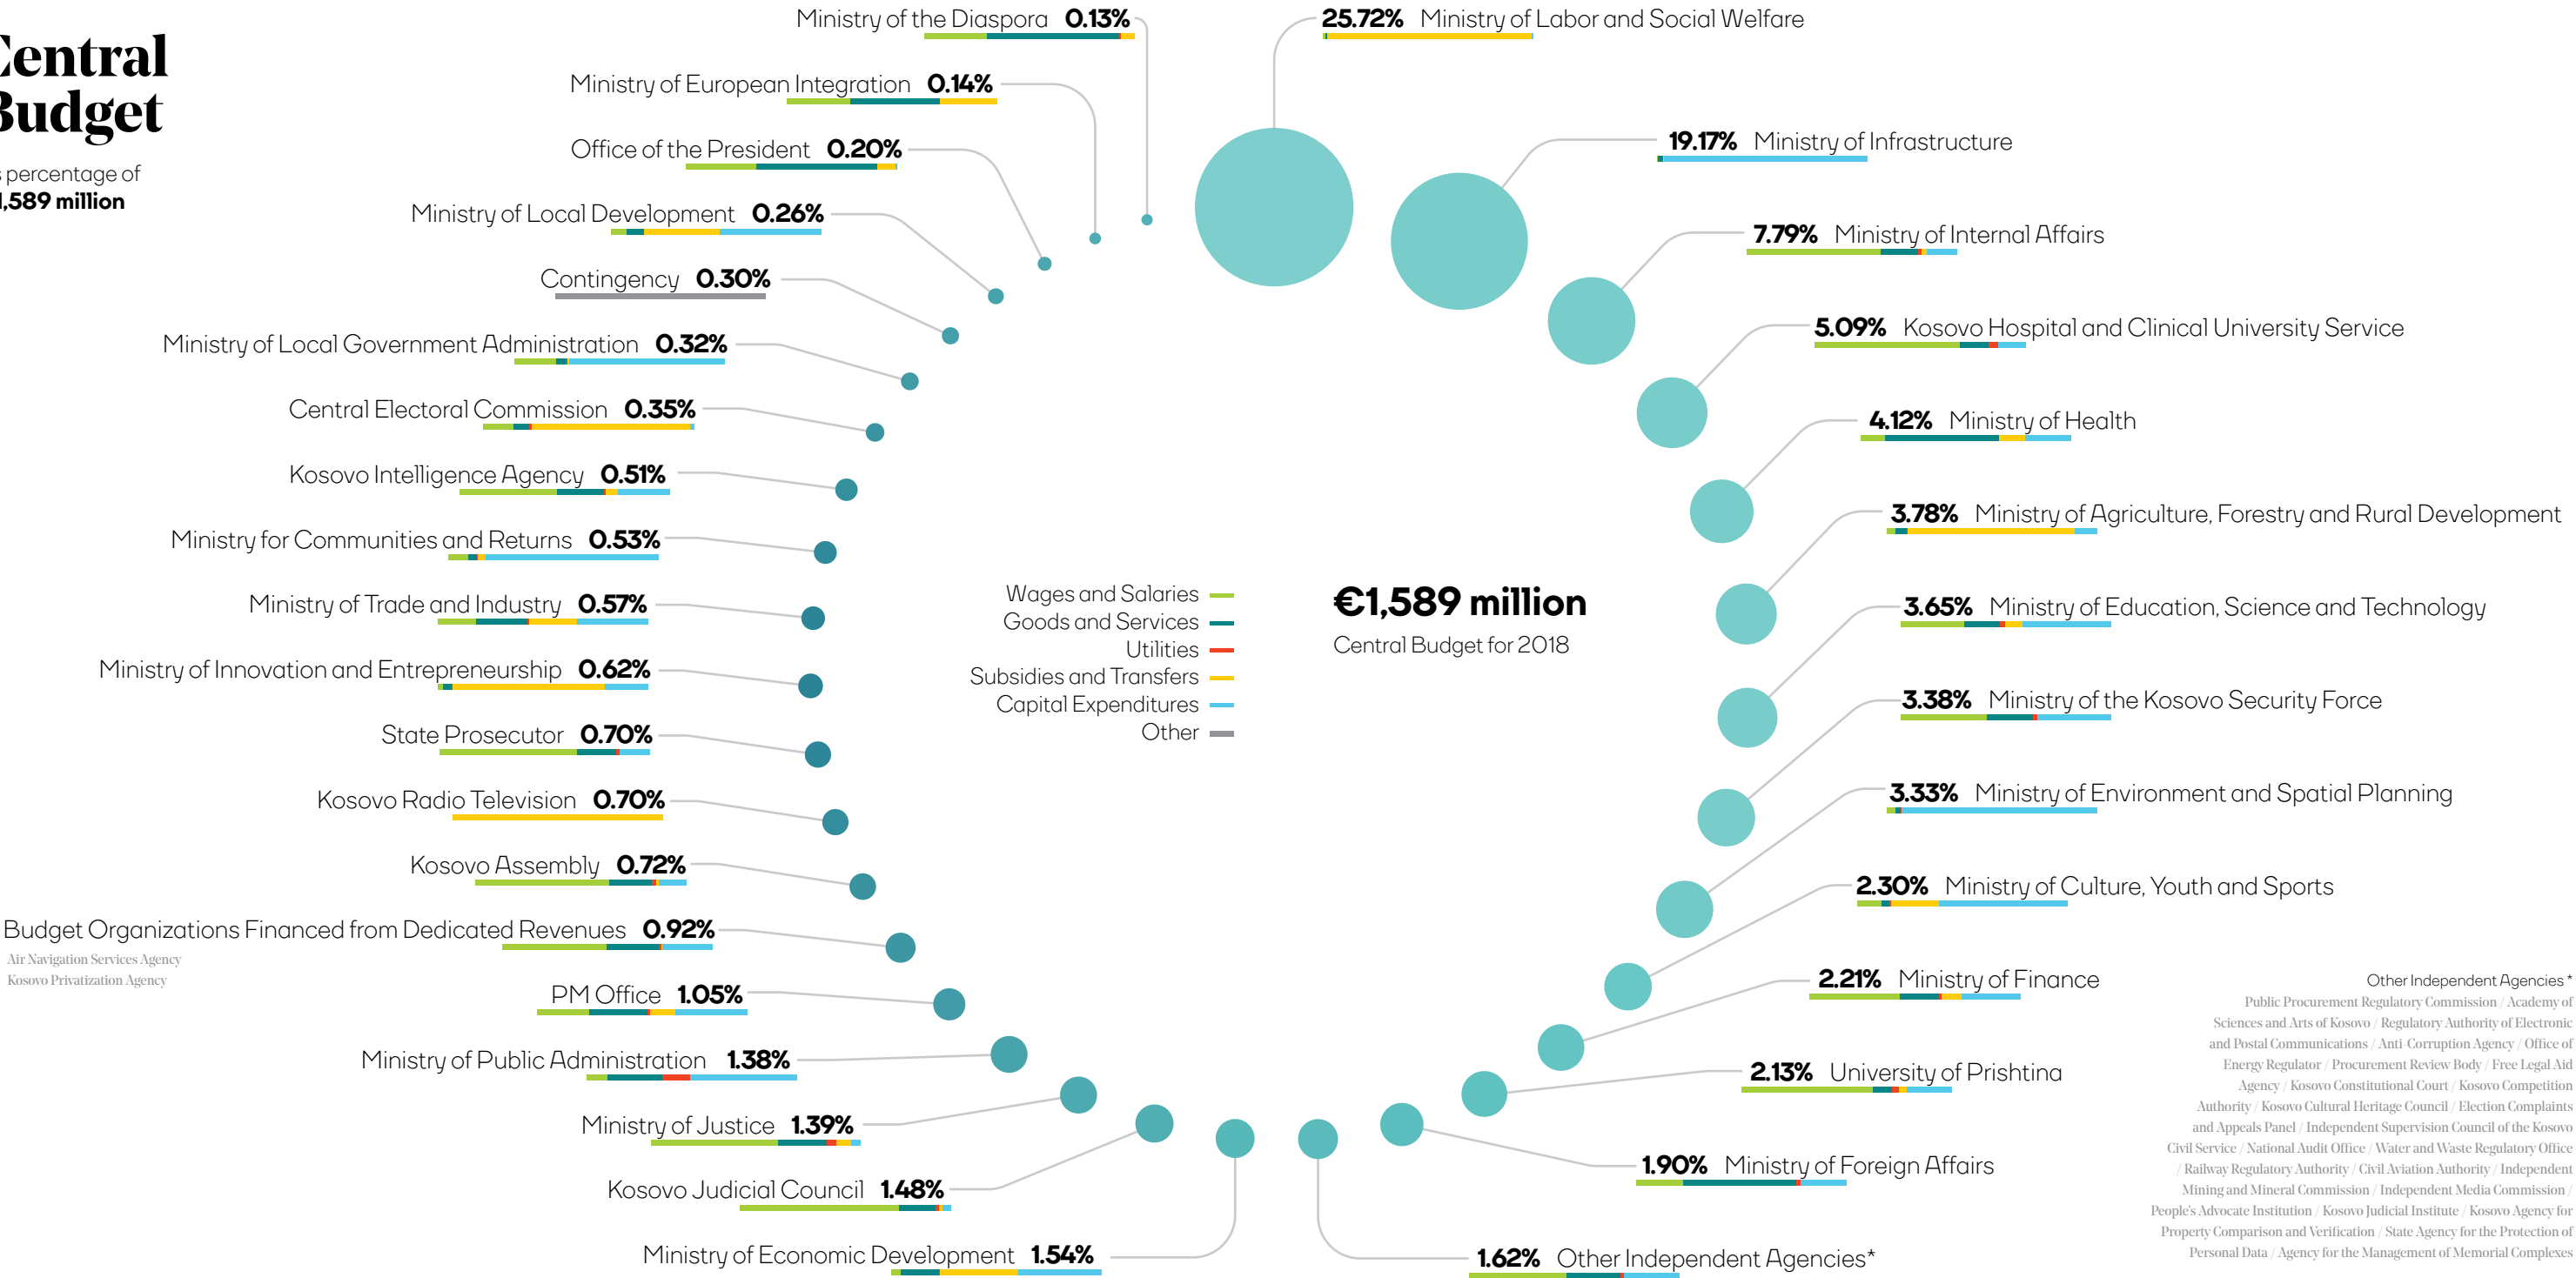 Central
Budget
s percentage of
1,589 million
Ministry of the Diaspora 0.13%
Ministry of European Integration 0.14%
Office of the President 0.20%
Ministry of Local Development 0.26%
Contingency 0.30%
Ministry of Local Government Administration 0.32%
Central Electoral Commission 0.35%
Kosovo Intelligence Agency 0.51%
Ministry for Communities and Returns 0.53%
Ministry of Trade and Industry 0.57%
Ministry of Innovation and Entrepreneurship 0.62%
State Prosecutor 0.70%
Kosovo Radio Television 0.70%
Kosovo Assembly 0.72%
Budget Organizations Financed from Dedicated Revenues 0.92%
Air Navigation Services Agency
Kosovo Privatization Agency
PM Office 1.05%
Ministry of Public Administration 1.38%
Ministry of Justice 1.39%
Kosovo Judicial Council 1.48%
Ministry of Economic Development 1.54%
Wages and Salaries
Goods and Services
Utilities
Subsidies and Transfers
Capital Expenditures
Other
€1,589 million
Central Budget for 2018
25.72% Ministry of Labor and Social Welfare
19.17% Ministry of Infrastructure
7.79% Ministry of Internal Affairs
5.09% Kosovo Hospital and Clinical University Service
4.12% Ministry of Health
3.78% Ministry of Agriculture, Forestry and Rural Development
3.65% Ministry of Education, Science and Technology
3.38% Ministry of the Kosovo Security Force
3.33% Ministry of Environment and Spatial Planning
2.30% Ministry of Culture, Youth and Sports
2.21% Ministry of Finance
2.13% University of Prishtina
1.90% Ministry of Foreign Affairs
1.62% Other Independent Agencies*
Other Independent Agencies *
Public Procurement Regulatory Commission / Academy of
Sciences and Arts of Kosovo / Regulatory Authority of Electronic
and Postal Communications / Anti-Corruption Agency / Office of
Energy Regulator / Procurement Review Body / Free Legal Aid
Agency / Kosovo Constitutional Court / Kosovo Competition
Authority / Kosovo Cultural Heritage Council / Election Complaints
and Appeals Panel / Independent Supervision Council of the Kosovo
Civil Service / National Audit Office / Water and Waste Regulatory Office
/ Railway Regulatory Authority / Civil Aviation Authority / Independent
Mining and Mineral Commission / Independent Media Commission /
People's Advocate Institution / Kosovo Judicial Institute / Kosovo Agency for
Property Comparison and Verification / State Agency for the Protection of
Personal Data / Agency for the Management of Memorial Complexes